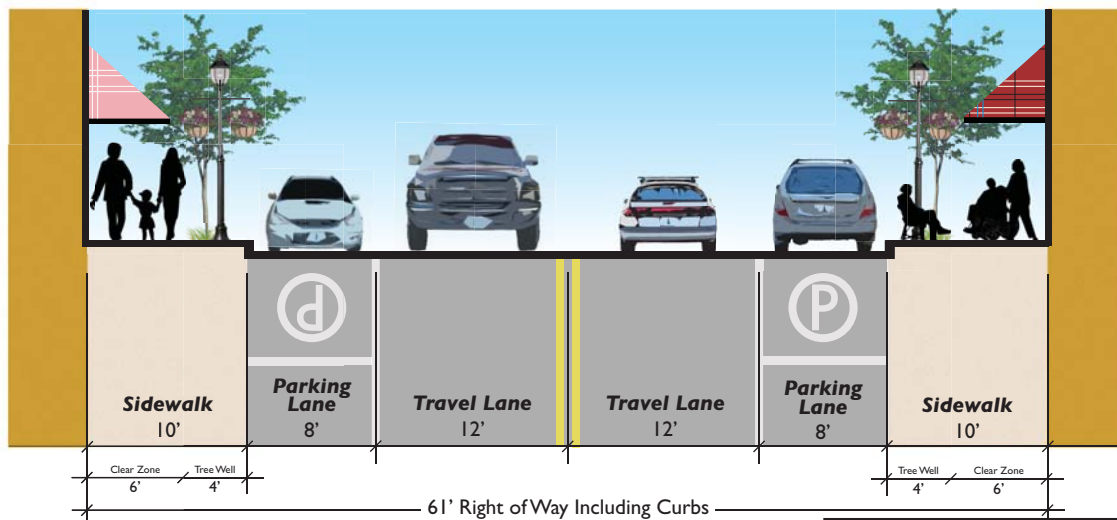 P
P
Sidewalk
10'
Parking
Lane
8'
Travel Lane
12'
Travel Lane
12'
Parking
Lane
8'
Sidewalk
10'
Clear Zone
6'
Tree Well
4'
Tree Well
4'
Clear Zone
6'
61' Right of Way Including Curbs